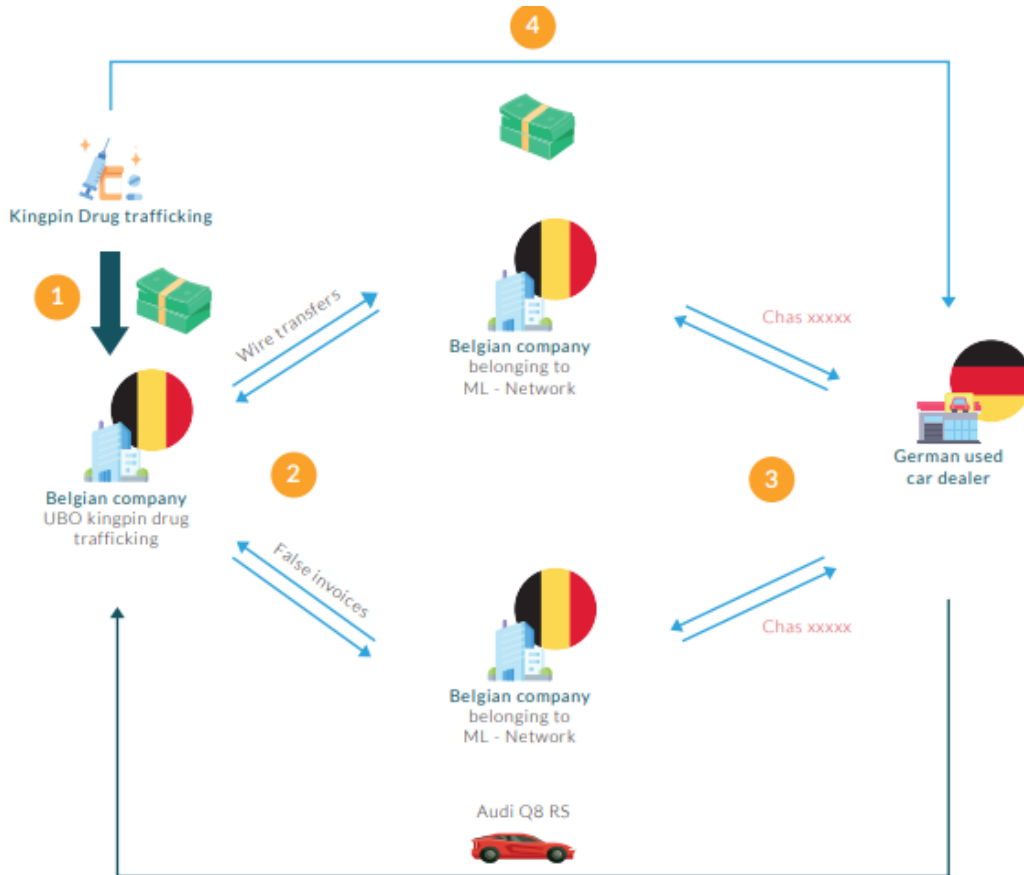 4
Kingpin Drug trafficking
1
Wire transfers
Belgian company
belonging to
ML - Network
Chas xxxxx
German used
car dealer
Belgian company
UBO kingpin drug
trafficking
2
3
False invoices
Belgian company
belonging to
ML - Network
Chas xxxxx
Audi Q8 RS